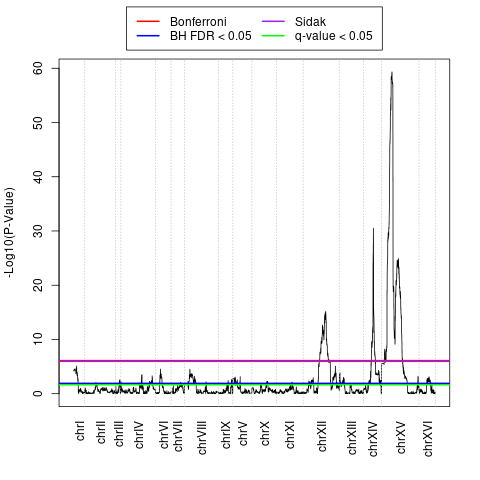 Bonferroni
Sidak
BH FDR < 0.05
q-value < 0.05
-Log10(P-Value)
60
50
40
30
20
10
0
chrI
chrII
chrIII
chrIV
chrVI
chrVII
chrVIII
chrIX
chrV
chrX
chrXI
chrXII
chrXIII
chrXIV
chrXV
chrXVI